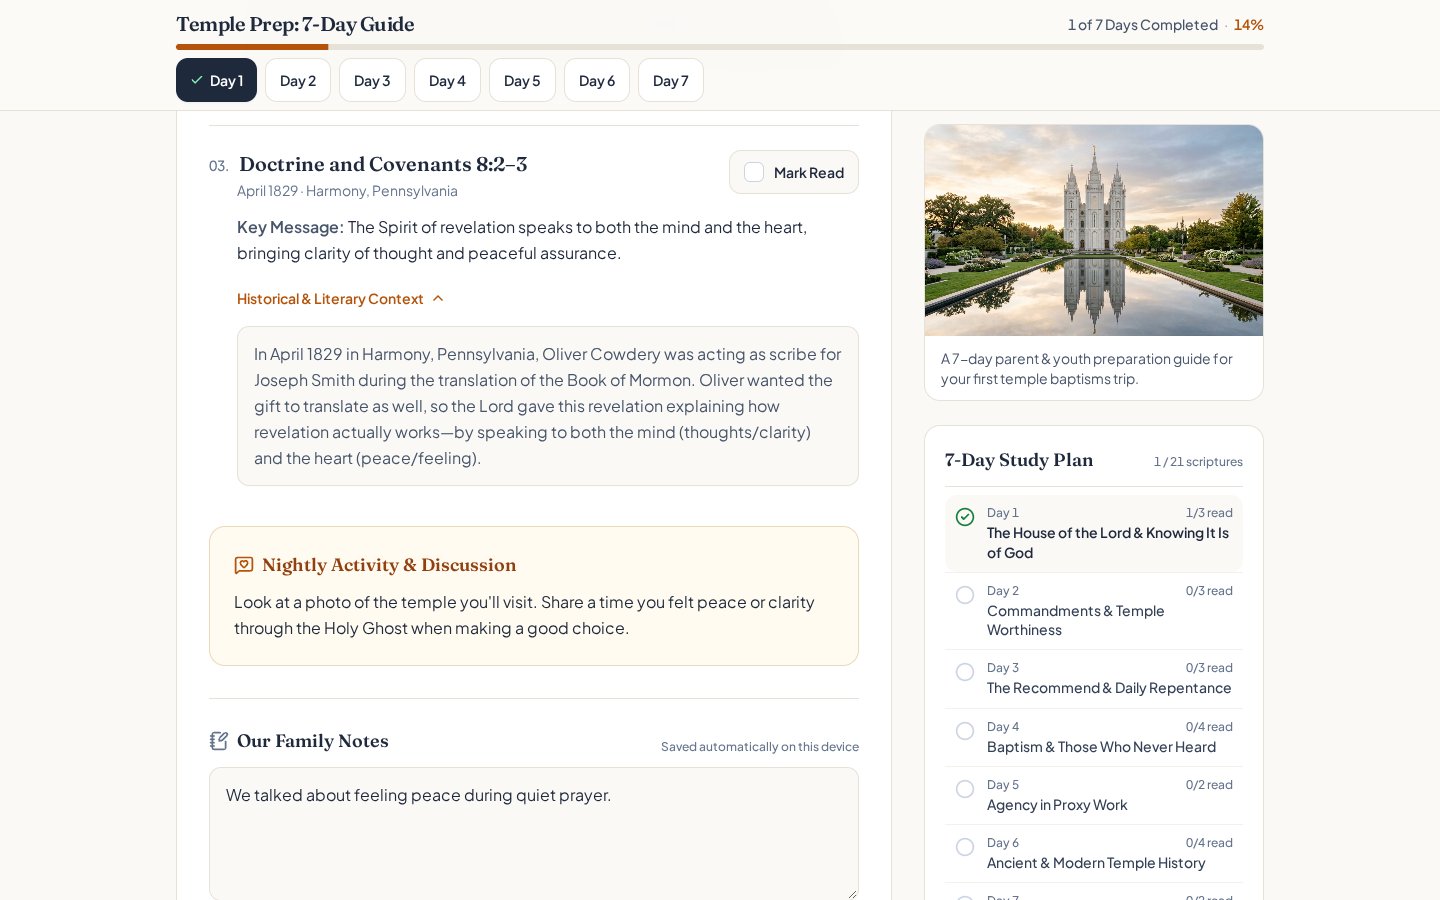 Temple Prep: 7-Day Guide
1 of 7 Days Completed · 14%
Day 1
Day 2
Day 3
Day 4
Day 5
Day 6
Day 7
03. Doctrine and Covenants 8:2–3
Mark Read
April 1829 · Harmony, Pennsylvania
Key Message: The Spirit of revelation speaks to both the mind and the heart,
bringing clarity of thought and peaceful assurance.
Historical & Literary Context
In April 1829 in Harmony, Pennsylvania, Oliver Cowdery was acting as scribe for
Joseph Smith during the translation of the Book of Mormon. Oliver wanted the
gift to translate as well, so the Lord gave this revelation explaining how
revelation actually works—by speaking to both the mind (thoughts/clarity)
and the heart (peace/feeling).
Nightly Activity & Discussion
Look at a photo of the temple you'll visit. Share a time you felt peace or clarity
through the Holy Ghost when making a good choice.
Our Family Notes
Saved automatically on this device
We talked about feeling peace during quiet prayer.
A 7-day parent & youth preparation guide for
your first temple baptisms trip.
7-Day Study Plan
1 / 21 scriptures
Day 1
1/3 read
The House of the Lord & Knowing It Is
of God
Day 2
0/3 read
Commandments & Temple
Worthiness
Day 3
0/3 read
The Recommend & Daily Repentance
Day 4
0/4 read
Baptism & Those Who Never Heard
Day 5
0/2 read
Agency in Proxy Work
Day 6
0/4 read
Ancient & Modern Temple History
Day 7